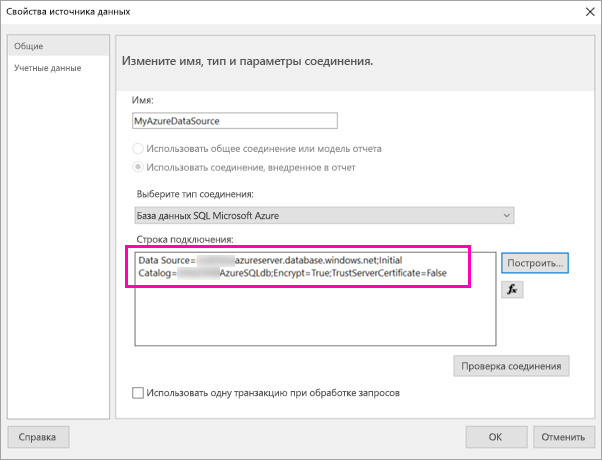 Свойства источника данных
Общие
Учетные данные
Измените имя, тип и параметры соединения.
Имя:
MyAzureDataSource
Использовать общее соединение или модель отчета
Использовать соединение, внедренное в отчет
Выберите тип соединения:
База данных SQL Microsoft Azure
Строка подключения:
Data Source= azureserver.database.windows.net;Initial
Catalog= AzureSQLdb;Encrypt=True;TrustServerCertificate=False
Построить...
fx
Проверка соединения
Использовать одну транзакцию при обработке запросов
Справка
ОК
Отменить